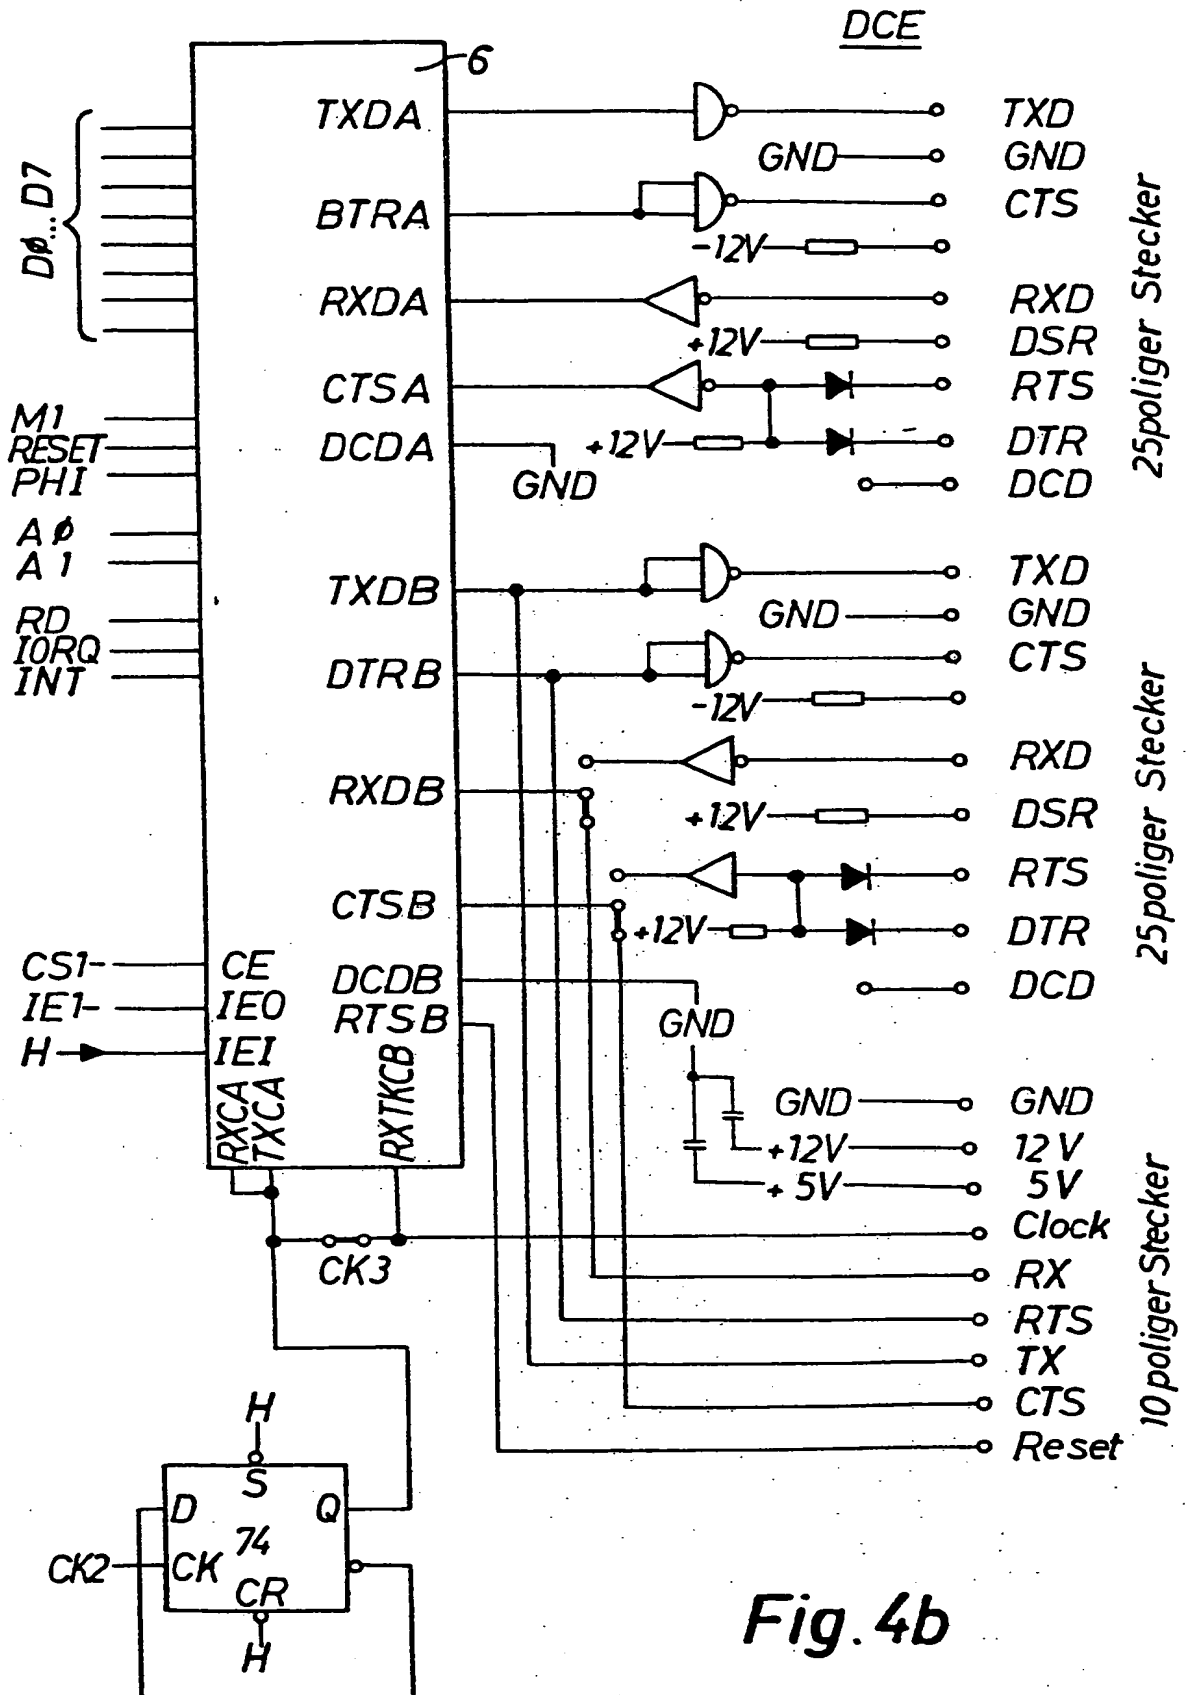 DCE
6
TXDA
TXD
GND
GND
D0...D7
BTRA
CTS
-12V
RXDA
RXD
+12V
DSR
CTSA
RTS
+12V
DTR
DCDA
GND
DCD
25poliger Stecker
M1
RESET
PHI
A0
A1
RD
IORQ
INT
TXDB
TXD
GND
GND
DTRB
CTS
-12V
RXD
RXDB
+12V
DSR
RTS
CTSB
+12V
DTR
DCDB
DCD
25poliger Stecker
CS1-
CE
IE1-
IEO
H
IEI
RTSB
GND
RXCA
TXCA
RXTKCB
GND
GND
+12V
12V
+5V
5V
Clock
CK3
RX
RTS
TX
CTS
Reset
10poliger Stecker
H
S
D
Q
74
CK2
CK
CR
H
Fig. 4b